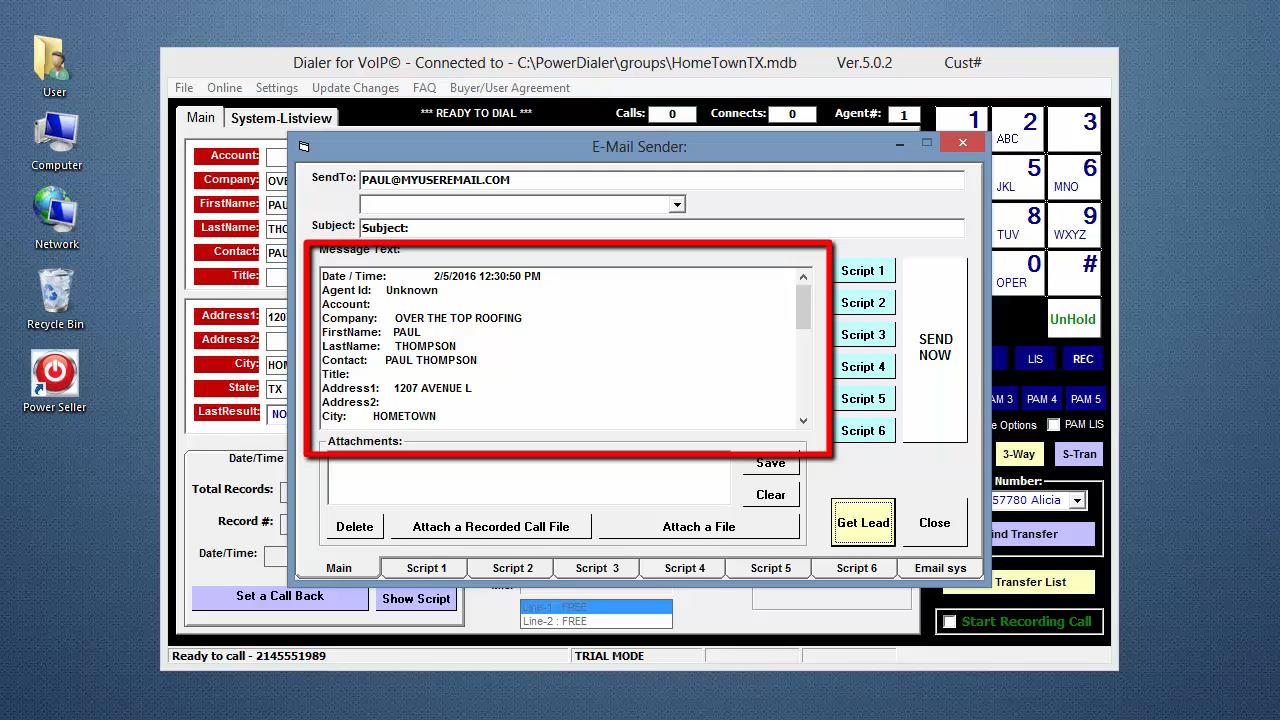 User
Computer
Network
Recycle Bin
Power Seller
Dialer for VoIP© - Connected to - C:\PowerDialer\groups\HomeTownTX.mdb Ver.5.0.2 Cust#
File Online Settings Update Changes FAQ Buyer/User Agreement
Main System-Listview *** READY TO DIAL *** Calls: 0 Connects: 0 Agent#: 1
Account:
Company: OVE
FirstName: PAU
LastName: THO
Contact: PAU
Title:
Address1: 1207
Address2:
City: HOM
State: TX
LastResult: NO
Date/Time
Total Records:
Record #:
Date/Time:
Set a Call Back Show Script
Line-1 : FREE
Line-2 : FREE
Ready to call - 2145551989 TRIAL MODE
E-Mail Sender:
SendTo: PAUL@MYUSEREMAIL.COM
Subject: Subject:
Message Text:
Date / Time: 2/5/2016 12:30:50 PM
Agent Id: Unknown
Account:
Company: OVER THE TOP ROOFING
FirstName: PAUL
LastName: THOMPSON
Contact: PAUL THOMPSON
Title:
Address1: 1207 AVENUE L
Address2:
City: HOMETOWN
Script 1
Script 2
Script 3
Script 4
Script 5
Script 6
SEND
NOW
Attachments:
Save
Clear
Delete Attach a Recorded Call File Attach a File
Get Lead Close
Main Script 1 Script 2 Script 3 Script 4 Script 5 Script 6 Email sys
1 2 ABC 3
5 JKL 6 MNO
8 TUV 9 WXYZ
0 OPER #
UnHold
LIS REC
AM 3 PAM 4 PAM 5
e Options PAM LIS
3-Way S-Tran
Number:
57780 Alicia
ind Transfer
Transfer List
Start Recording Call